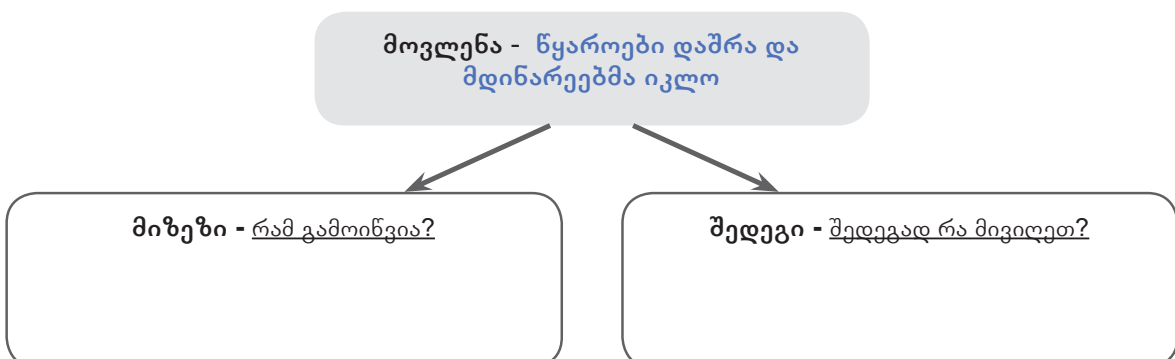 მოვლენა - წყაროები დაშრა და
მდინარეებმა იკლო
მიზეზი - რამ გამოიწვია?
შედეგი - შედეგად რა მივიღეთ?